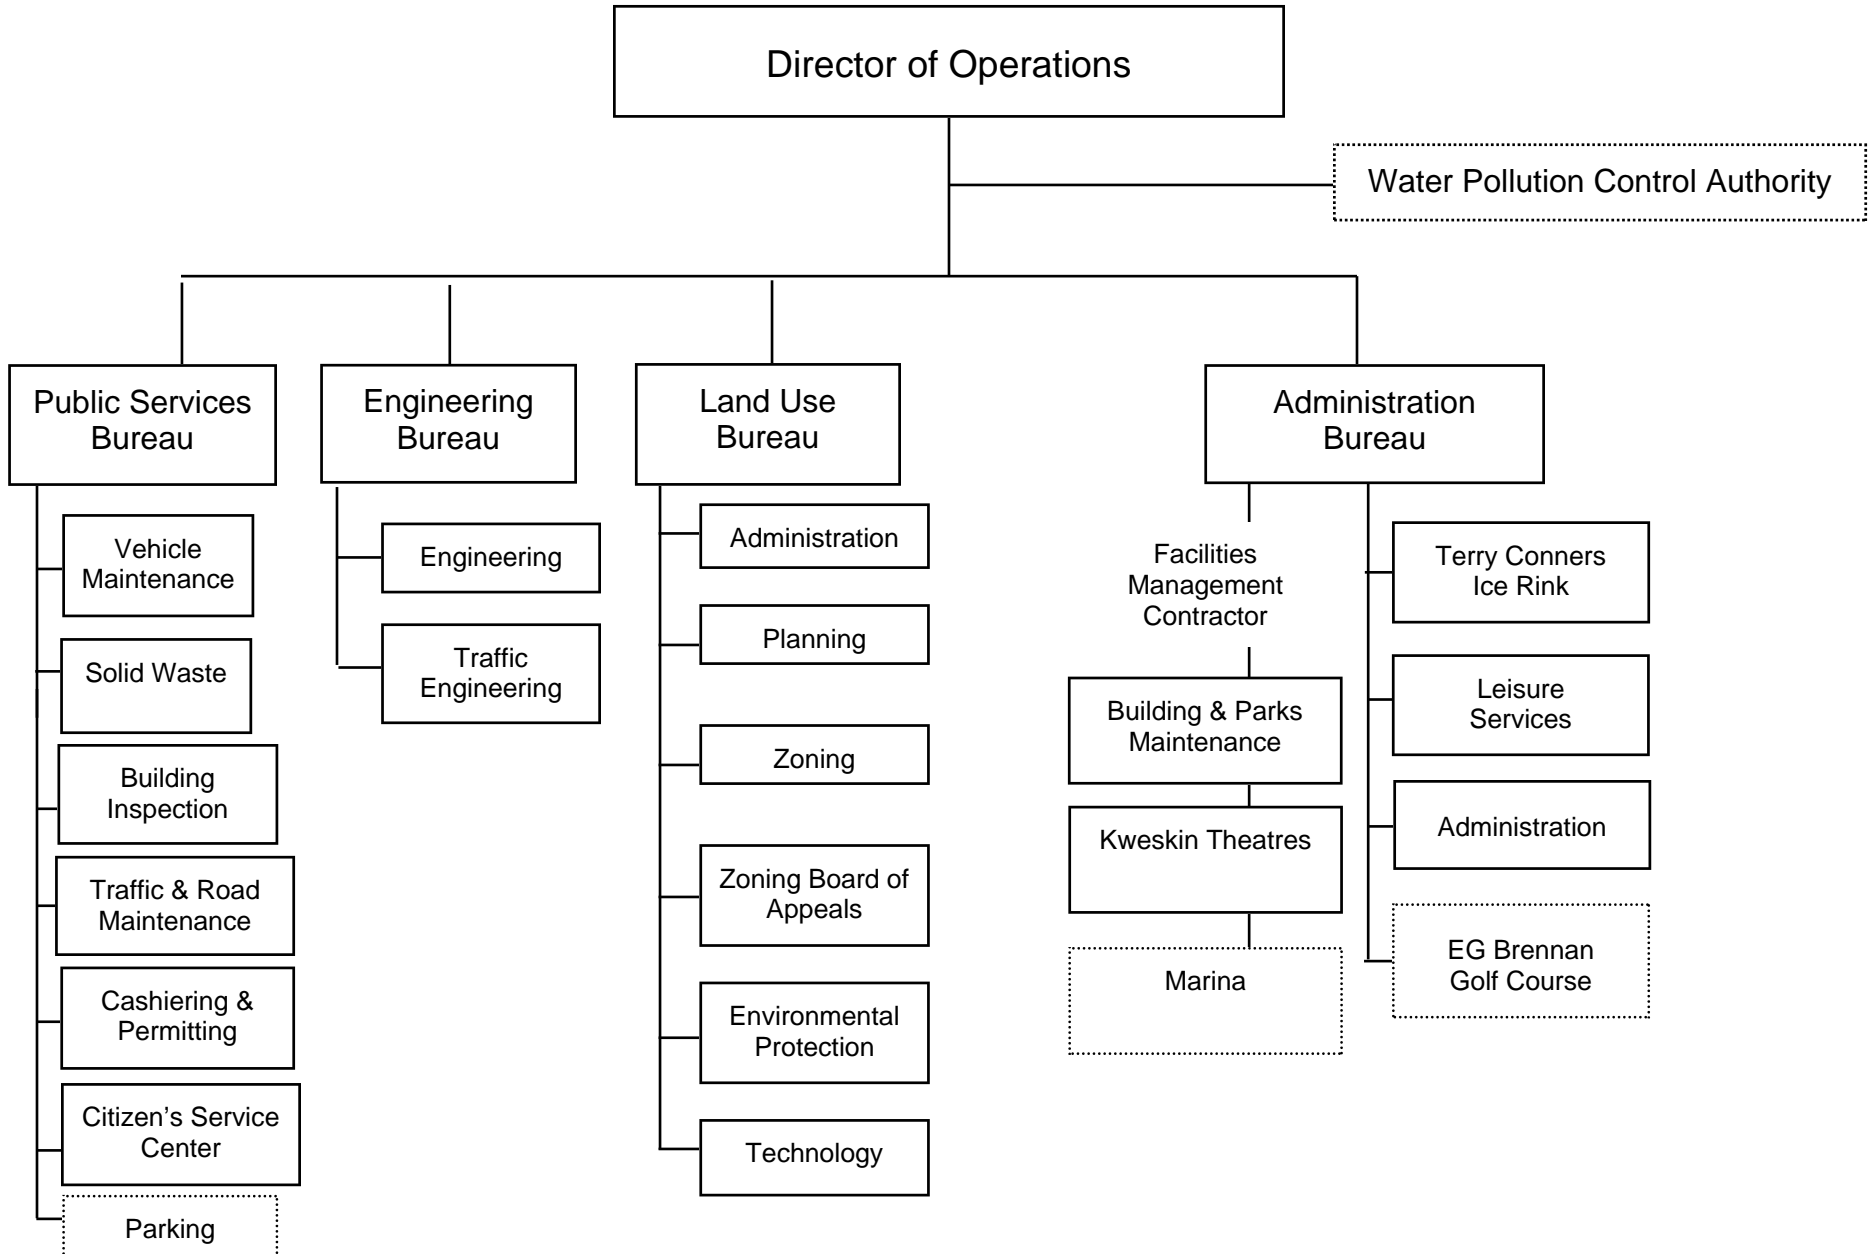 Director of Operations
Water Pollution Control Authority
Public Services
Bureau
Vehicle
Maintenance
Solid Waste
Building
Inspection
Traffic & Road
Maintenance
Cashiering &
Permitting
Citizen’s Service
Center
Parking
Engineering
Bureau
Engineering
Traffic
Engineering
Land Use
Bureau
Administration
Planning
Zoning
Zoning Board of
Appeals
Environmental
Protection
Technology
Administration
Bureau
Facilities
Management
Contractor
Building & Parks
Maintenance
Kweskin Theatres
Marina
Terry Conners
Ice Rink
Leisure
Services
Administration
EG Brennan
Golf Course